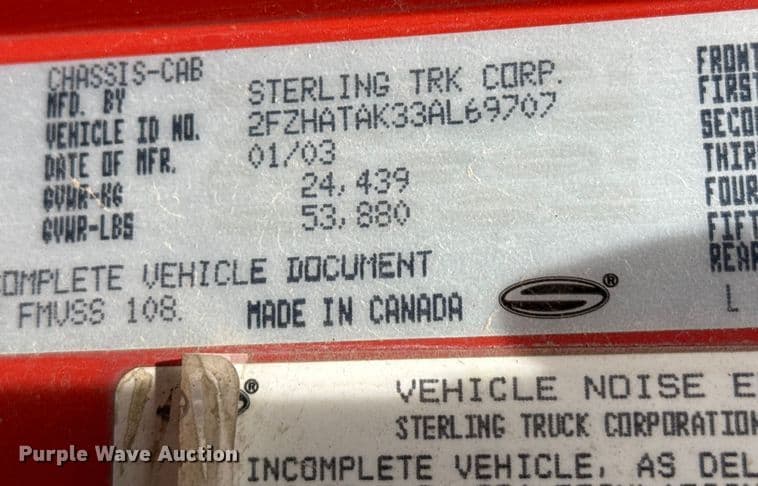 CHASSIS-CAB
MFD. BY STERLING TRK CORP.
VEHICLE ID NO. 2FZHATAK33AL69707
DATE OF MFR. 01/03
GVWR-KG 24,439
GVWR-LBS 53,880
FRONT
FIRS
SECO
THIR
FOUR
FIFT
REAR
OMPLETE VEHICLE DOCUMENT
FMVSS 108. MADE IN CANADA
S®
L
®
VEHICLE NOISE E
STERLING TRUCK CORPORATION
INCOMPLETE VEHICLE, AS DEL
Purple Wave Auction